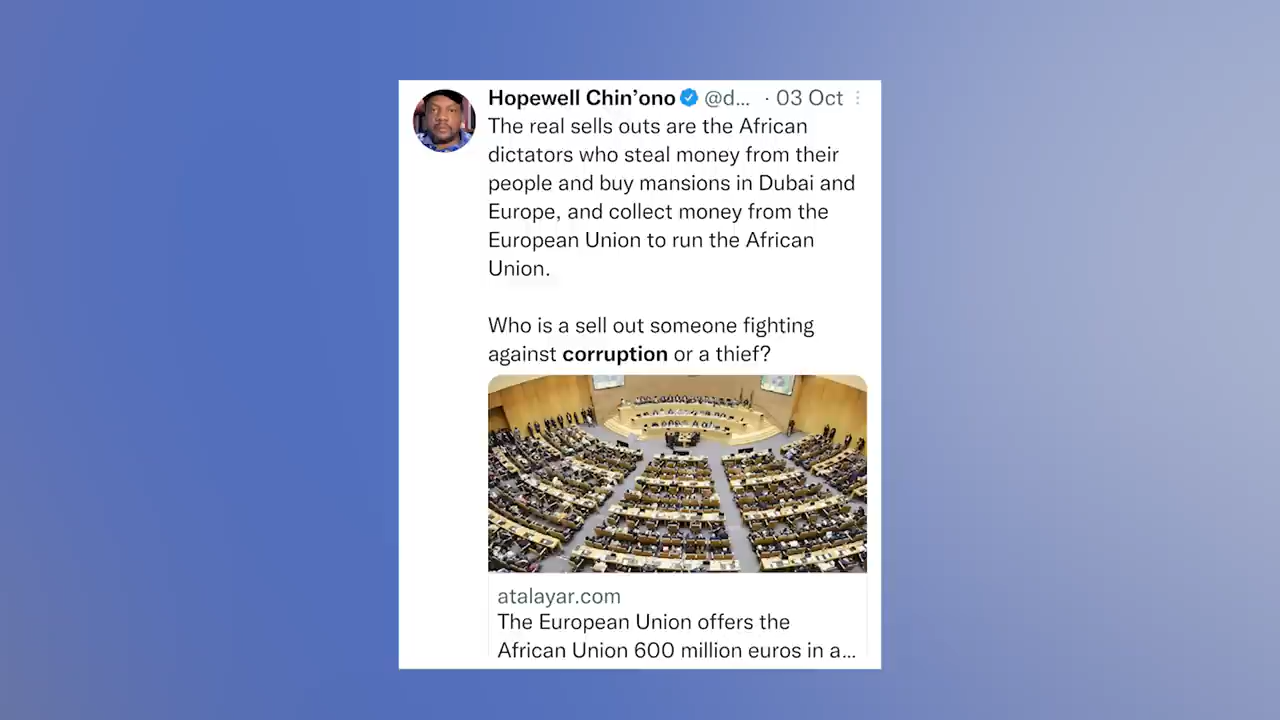 Hopewell Chin’ono @d... · 03 Oct
The real sells outs are the African
dictators who steal money from their
people and buy mansions in Dubai and
Europe, and collect money from the
European Union to run the African
Union.
Who is a sell out someone fighting
against corruption or a thief?
atalayar.com
The European Union offers the
African Union 600 million euros in a...